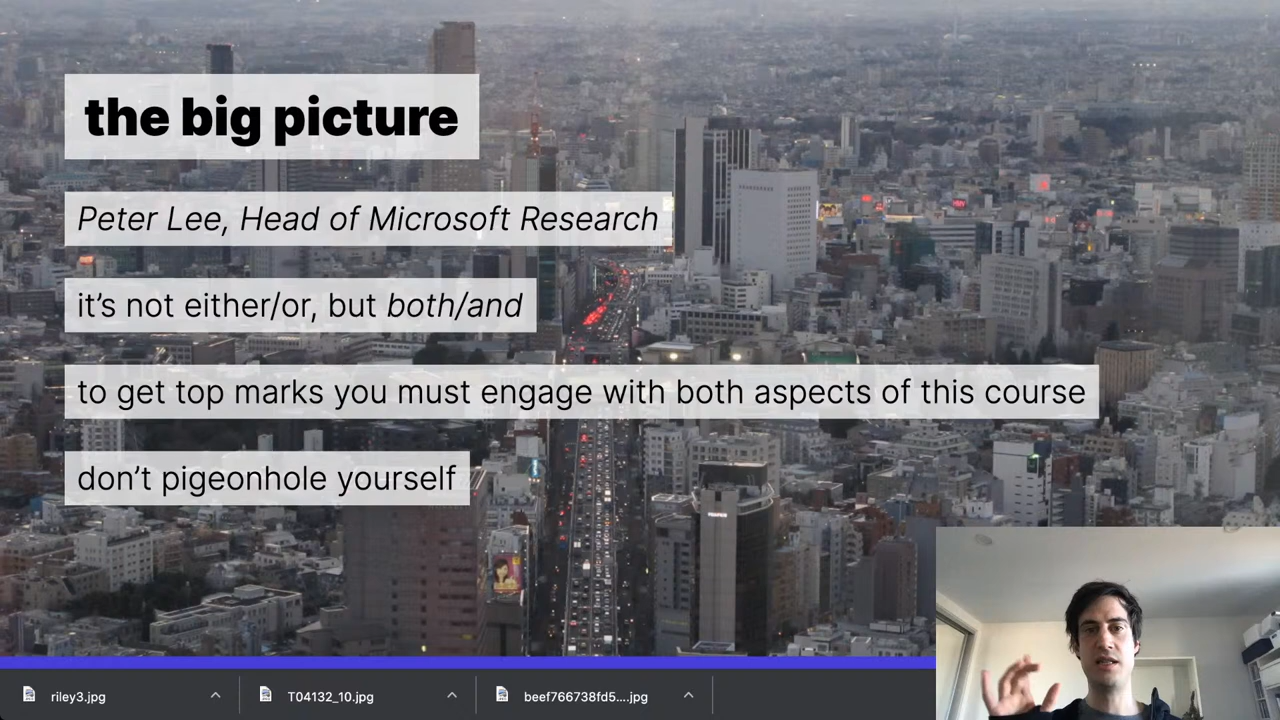 the big picture
Peter Lee, Head of Microsoft Research
it’s not either/or, but both/and
to get top marks you must engage with both aspects of this course
don’t pigeonhole yourself
riley3.jpg
T04132_10.jpg
beef766738fd5....jpg